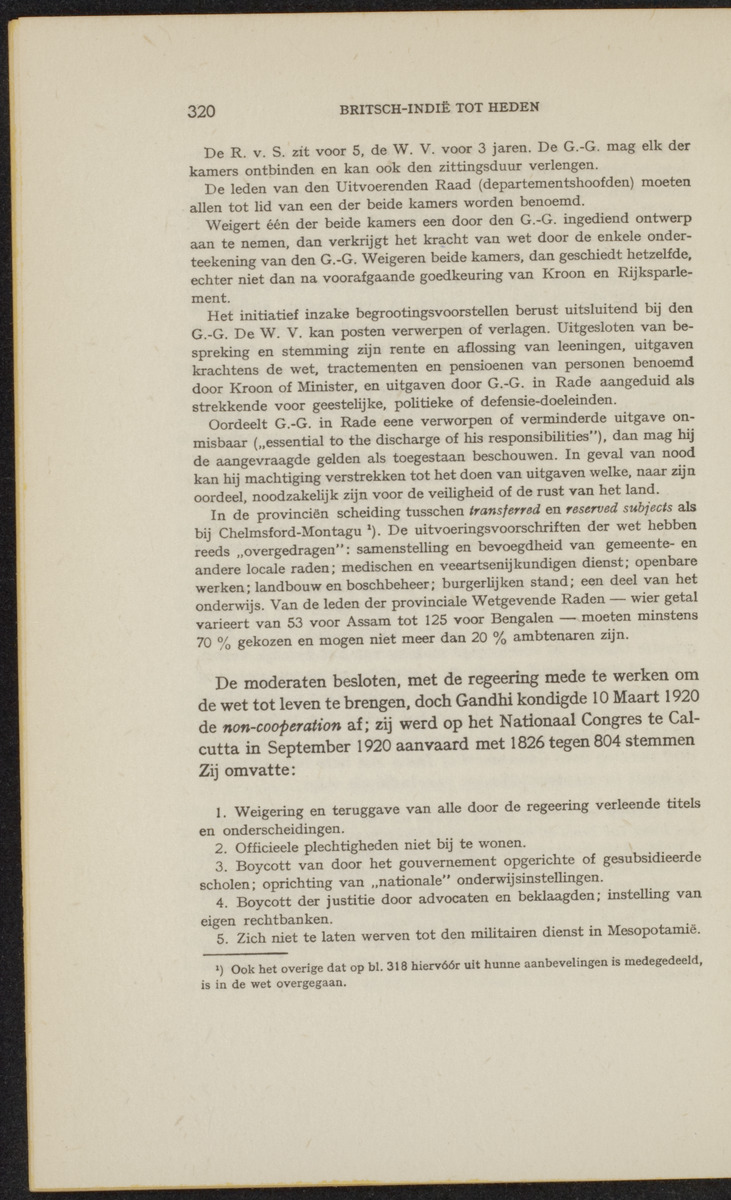 320 BRITSCH-INDIË TOT HEDEN
De R. v. S. zit voor 5, de W. V. voor 3 jaren. De G.-G. mag elk der
kamers ontbinden en kan ook den zittingsduur verlengen.
De leden van den Uitvoerenden Raad (departementshoofden) moeten
allen tot lid van een der beide kamers worden benoemd.
Weigert één der beide kamers een door den G.-G. ingediend ontwerp
aan te nemen, dan verkrijgt het kracht van wet door de enkele onder-
teekening van den G.-G. Weigeren beide kamers, dan geschiedt hetzelfde,
echter niet dan na voorafgaande goedkeuring van Kroon en Rijksparle-
ment.
Het initiatief inzake begrootingsvoorstellen berust uitsluitend bij den
G.-G. De W. V. kan posten verwerpen of verlagen. Uitgesloten van be-
spreking en stemming zijn rente en aflossing van leeningen, uitgaven
krachtens de wet, tractementen en pensioenen van personen benoemd
door Kroon of Minister, en uitgaven door G.-G. in Rade aangeduid als
strekkende voor geestelijke, politieke of defensie-doeleinden.
Oordeelt G.-G. in Rade eene verworpen of verminderde uitgave on-
misbaar („essential to the discharge of his responsibilities”), dan mag hij
de aangevraagde gelden als toegestaan beschouwen. In geval van nood
kan hij machtiging verstrekken tot het doen van uitgaven welke, naar zijn
oordeel, noodzakelijk zijn voor de veiligheid of de rust van het land.
In de provinciën scheiding tusschen transferred en reserved subjects als
bij Chelmsford-Montagu ¹). De uitvoeringsvoorschriften der wet hebben
reeds „overgedragen”: samenstelling en bevoegdheid van gemeente- en
andere locale raden; medischen en veeartsenijkundigen dienst; openbare
werken; landbouw en boschbeheer; burgerlijken stand; een deel van het
onderwijs. Van de leden der provinciale Wetgevende Raden — wier getal
varieert van 53 voor Assam tot 125 voor Bengalen — moeten minstens
70 % gekozen en mogen niet meer dan 20 % ambtenaren zijn.
De moderaten besloten, met de regeering mede te werken om
de wet tot leven te brengen, doch Gandhi kondigde 10 Maart 1920
de non-cooperation af; zij werd op het Nationaal Congres te Cal-
cutta in September 1920 aanvaard met 1826 tegen 804 stemmen
Zij omvatte:
1. Weigering en teruggave van alle door de regeering verleende titels
en onderscheidingen.
2. Officieele plechtigheden niet bij te wonen.
3. Boycott van door het gouvernement opgerichte of gesubsidieerde
scholen; oprichting van „nationale” onderwijsinstellingen.
4. Boycott der justitie door advocaten en beklaagden; instelling van
eigen rechtbanken.
5. Zich niet te laten werven tot den militairen dienst in Mesopotamië.
¹) Ook het overige dat op bl. 318 hiervóór uit hunne aanbevelingen is medegedeeld,
is in de wet overgegaan.